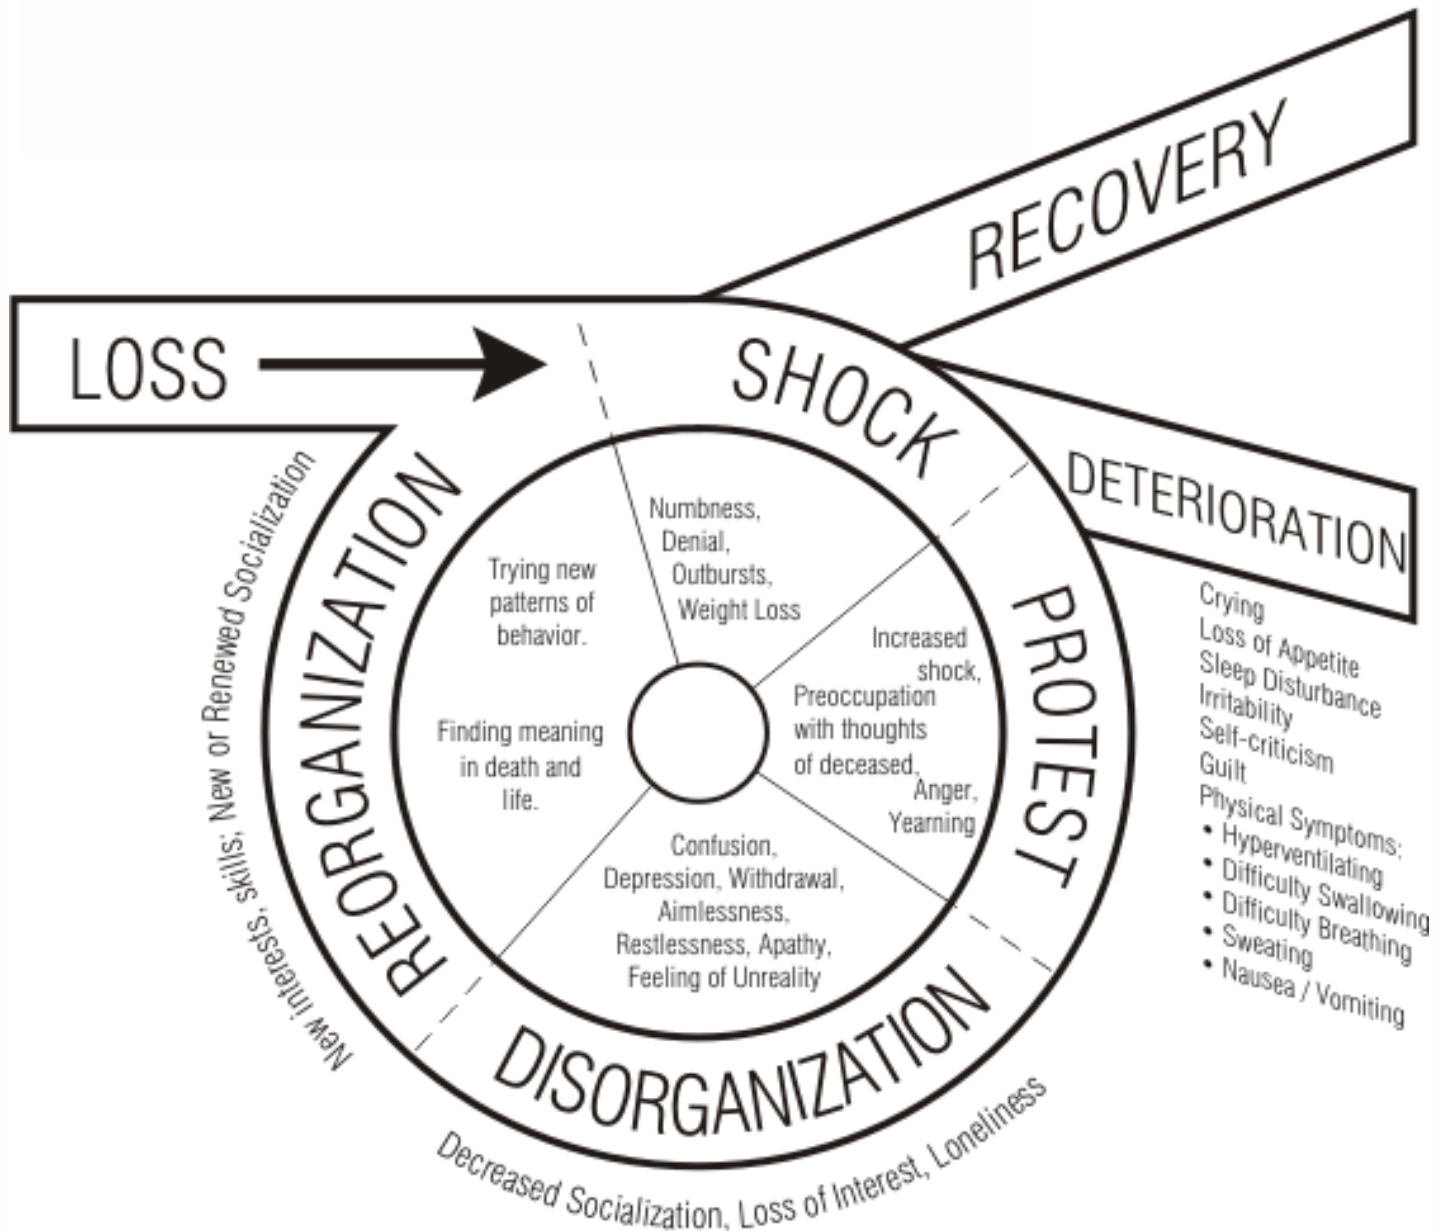 RECOVERY
LOSS
SHOCK
DETERIORATION
PROTEST
DISORGANIZATION
REORGANIZATION
Numbness,
Denial,
Outbursts,
Weight Loss
Increased
shock,
Preoccupation
with thoughts
of deceased,
Anger,
Yearning
Confusion,
Depression, Withdrawal,
Aimlessness,
Restlessness, Apathy,
Feeling of Unreality
Trying new
patterns of
behavior.
Finding meaning
in death and
life.
Crying
Loss of Appetite
Sleep Disturbance
Irritability
Self-criticism
Guilt
Physical Symptoms:
• Hyperventilating
• Difficulty Swallowing
• Difficulty Breathing
• Sweating
• Nausea / Vomiting
Decreased Socialization, Loss of Interest, Loneliness
New interests, skills; New or Renewed Socialization